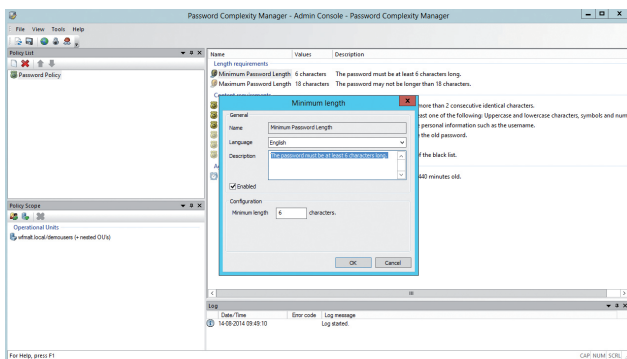 Password Complexity Manager - Admin Console - Password Complexity Manager
File View Tools Help
Policy List
Password Policy
Policy Scope
Operational Units
wfmalt.local/demousers (+ nested OU's)
Name Values Description
Length requirements
Minimum Password Length 6 characters The password must be at least 6 characters long.
Maximum Password Length 18 characters The password may not be longer than 18 characters.
Content requirements
more than 2 consecutive identical characters.
east one of the following: Uppercase and lowercase characters, symbols and num
personal information such as the username.
the old password.
f the black list.
440 minutes old.
Minimum length
General
Name Minimum Password Length
Language English
Description The password must be at least 6 characters long.
Enabled
Configuration
Minimum length 6 characters.
OK Cancel
Log
Date/Time Error code Log message
14-08-2014 09:49:10 Log started.
For Help, press F1
CAP NUM SCRL